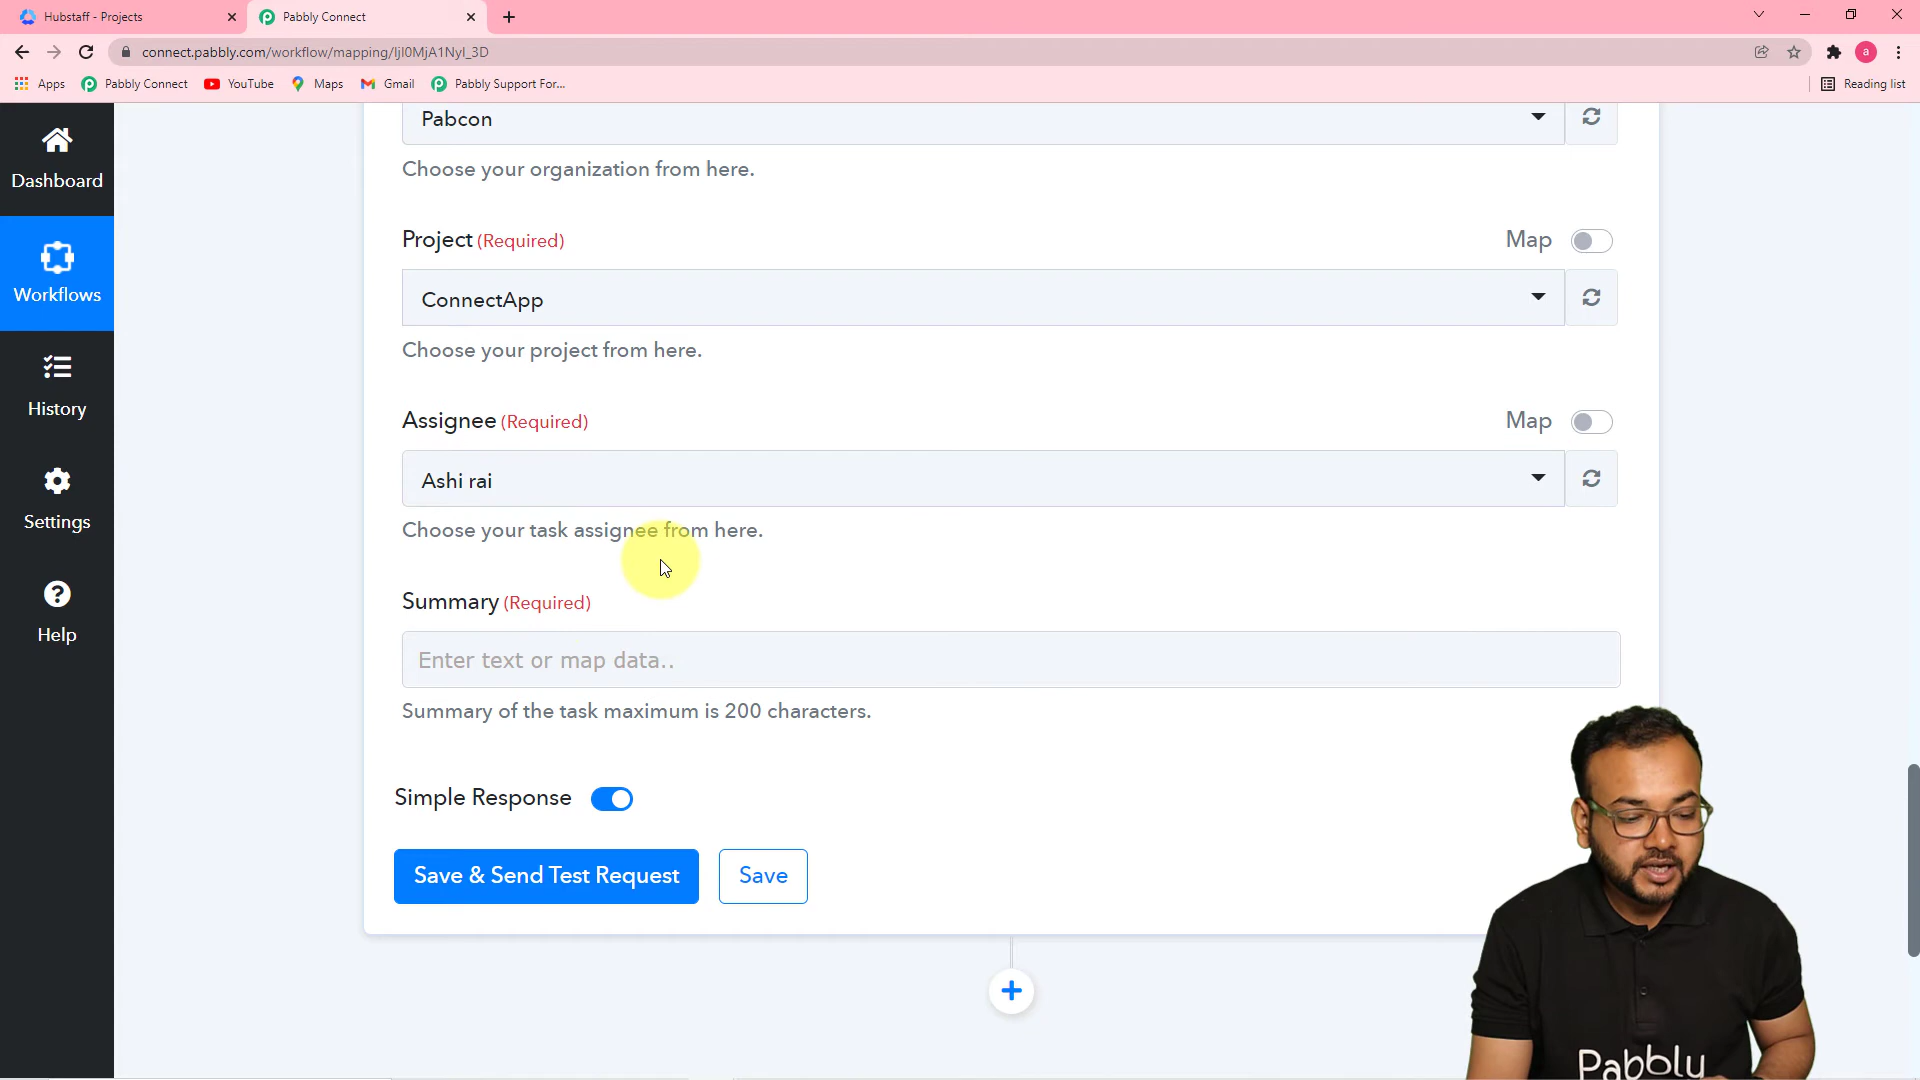 Hubstaff - Projects
Pabbly Connect
connect.pabbly.com/workflow/mapping/IjI0MjA1NyI_3D
a
Apps
Pabbly Connect
YouTube
Maps
Gmail
Pabbly Support For...
Reading list
Dashboard
Workflows
History
Settings
Help
Pabcon
Choose your organization from here.
Project (Required)
Map
ConnectApp
Choose your project from here.
Assignee (Required)
Map
Ashi rai
Choose your task assignee from here.
Summary (Required)
Enter text or map data..
Summary of the task maximum is 200 characters.
Simple Response
Save & Send Test Request
Save
Pabbly